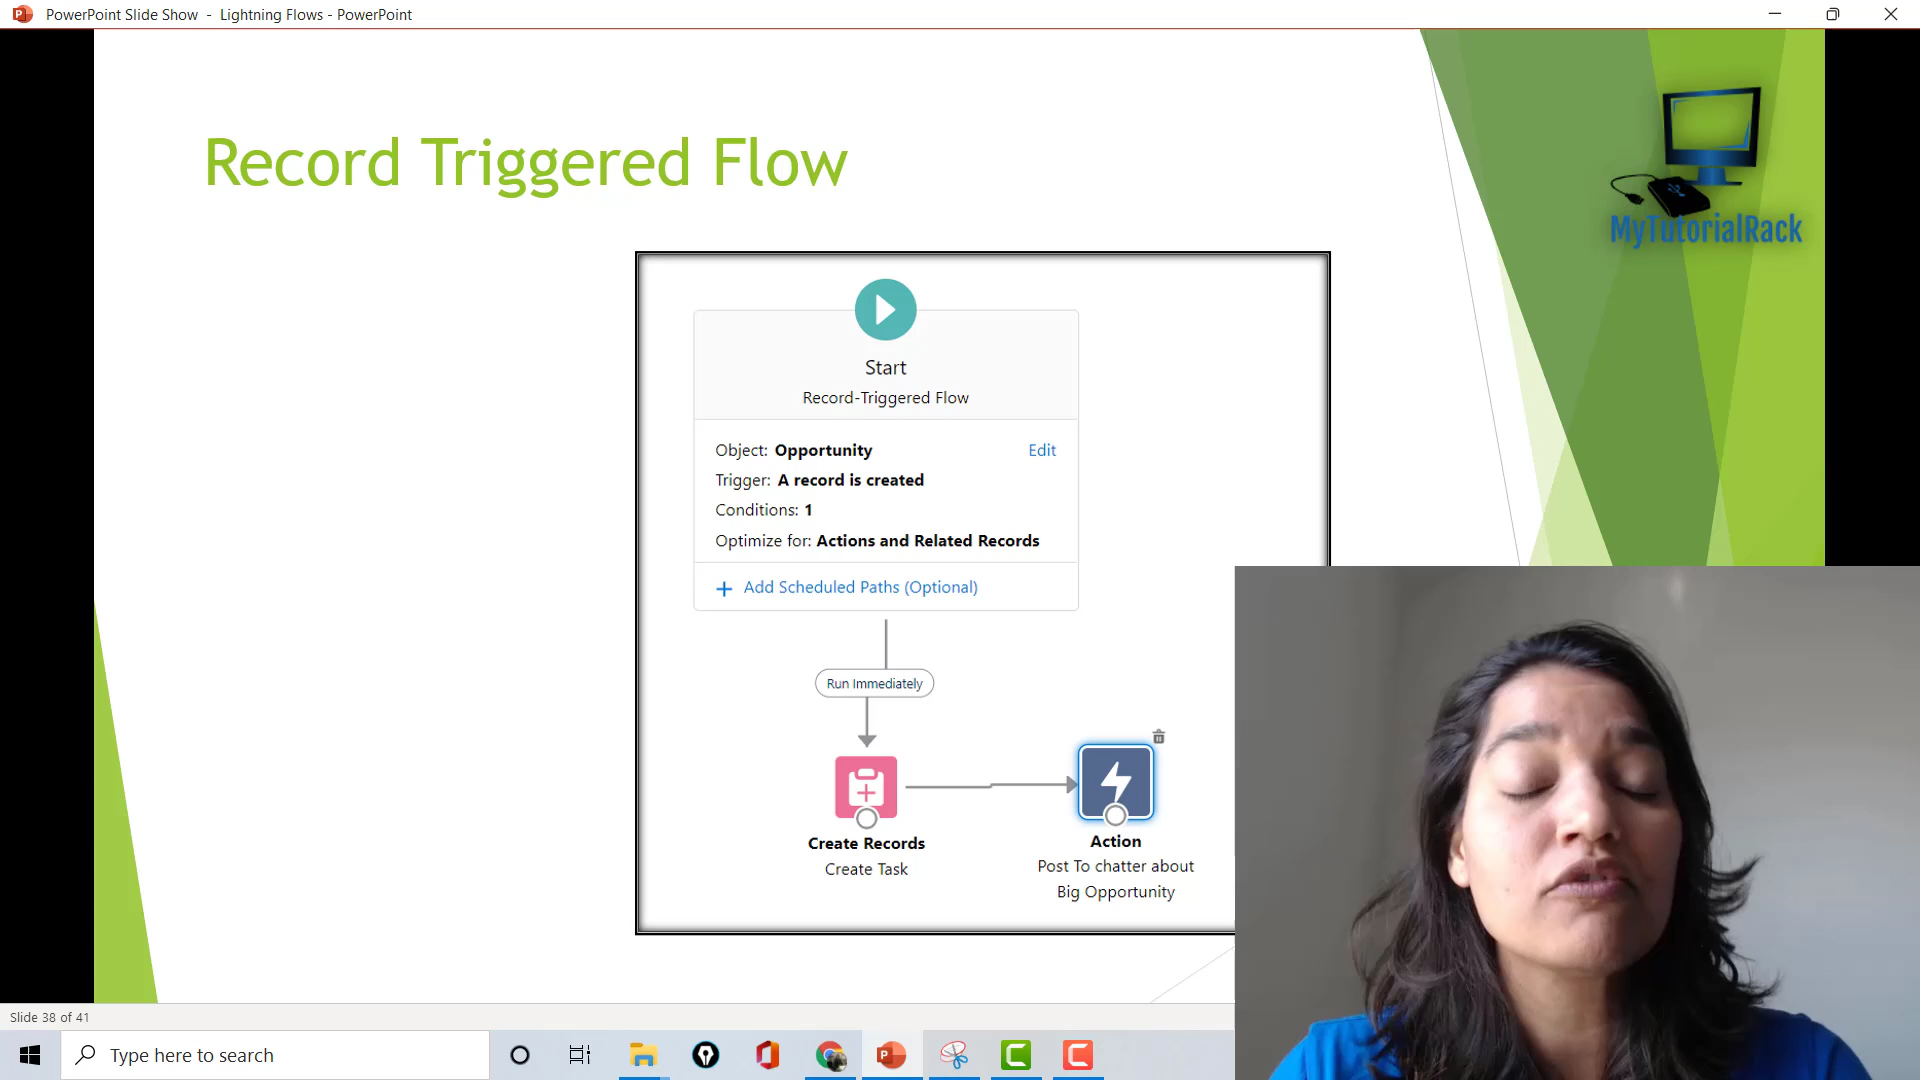 PowerPoint Slide Show - Lightning Flows - PowerPoint
Record Triggered Flow
MyTutorialRack
Start
Record-Triggered Flow
Object: Opportunity Edit
Trigger: A record is created
Conditions: 1
Optimize for: Actions and Related Records
+ Add Scheduled Paths (Optional)
Run Immediately
Create Records
Create Task
Action
Post To chatter about
Big Opportunity
Slide 38 of 41
Type here to search